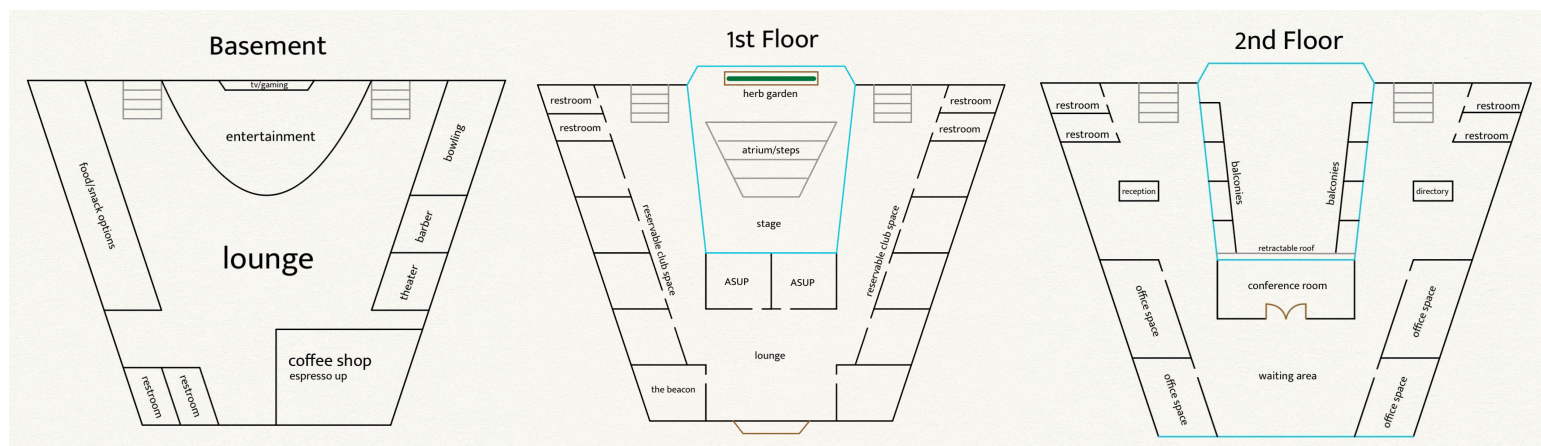 Basement
tv/gaming
entertainment
bowling
food/snack options
barber
lounge
theater
coffee shop
espresso up
restroom
restroom
1st Floor
herb garden
restroom
restroom
restroom
restroom
atrium/steps
stage
reservable club space
reservable club space
ASUP
ASUP
lounge
the beacon
2nd Floor
restroom
restroom
restroom
restroom
balconies
balconies
reception
directory
retractable roof
conference room
office space
office space
waiting area
office space
office space